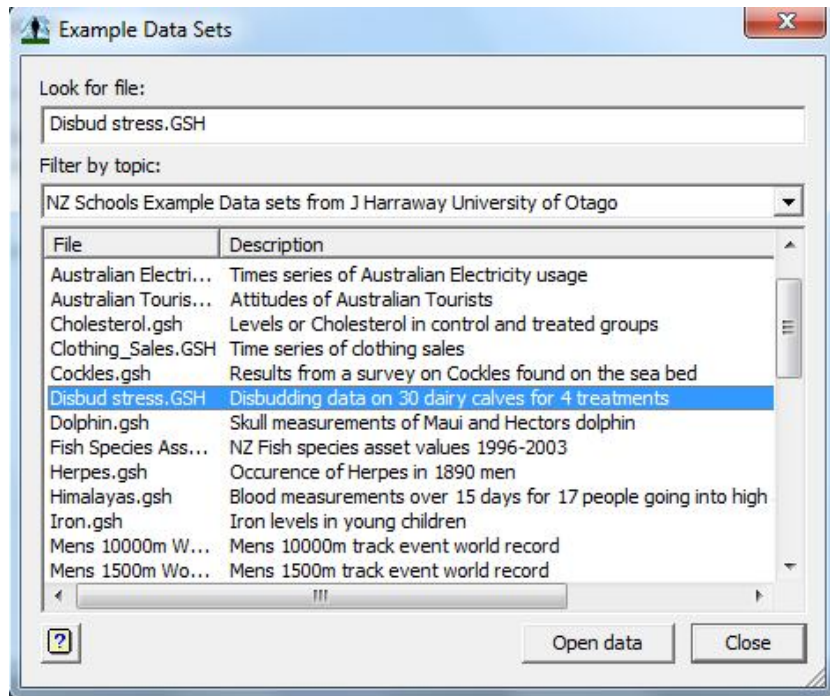 Example Data Sets
Look for file:
Disbud stress.GSH
Filter by topic:
NZ Schools Example Data sets from J Harraway University of Otago
File Description
Australian Electri... Times series of Australian Electricity usage
Australian Touris... Attitudes of Australian Tourists
Cholesterol.gsh Levels or Cholesterol in control and treated groups
Clothing_Sales.GSH Time series of clothing sales
Cockles.gsh Results from a survey on Cockles found on the sea bed
Disbud stress.GSH Disbudding data on 30 dairy calves for 4 treatments
Dolphin.gsh Skull measurements of Maui and Hectors dolphin
Fish Species Ass... NZ Fish species asset values 1996-2003
Herpes.gsh Occurence of Herpes in 1890 men
Himalayas.gsh Blood measurements over 15 days for 17 people going into high
Iron.gsh Iron levels in young children
Mens 10000m W... Mens 10000m track event world record
Mens 1500m Wo... Mens 1500m track event world record
? Open data Close